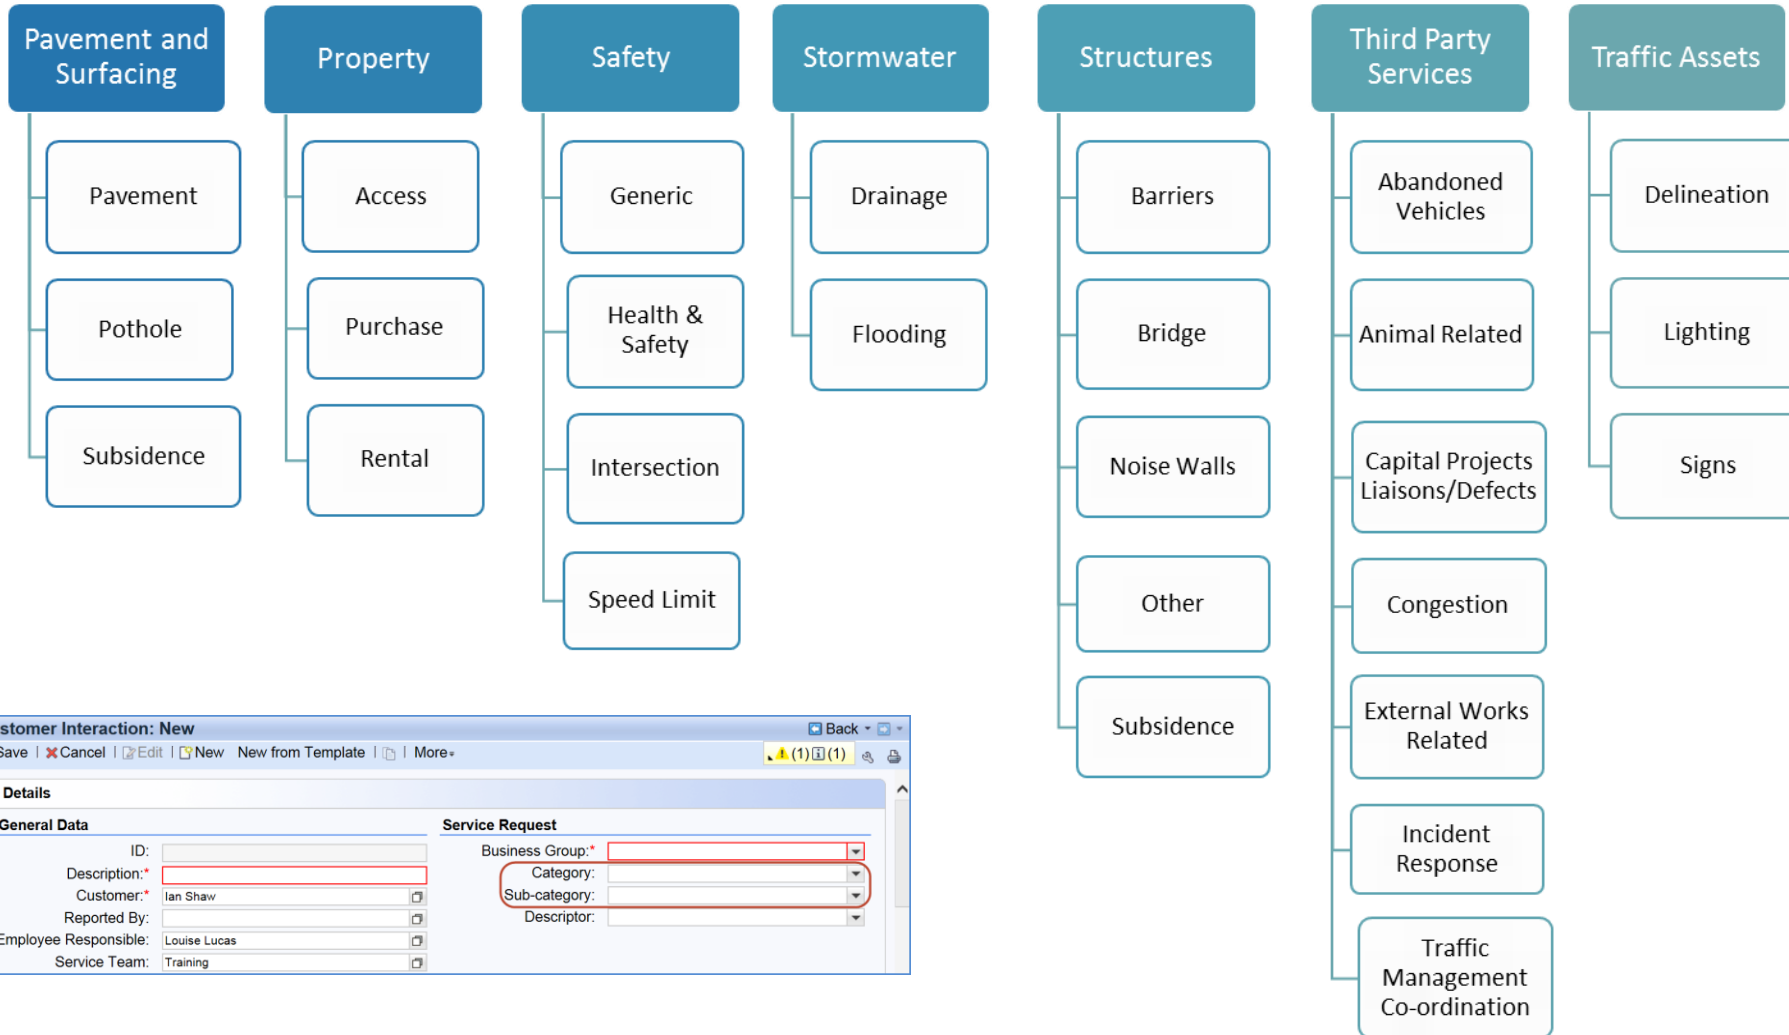 Pavement and
Surfacing
Pavement
Pothole
Subsidence
Property
Access
Purchase
Rental
Safety
Generic
Health &
Safety
Intersection
Speed Limit
Stormwater
Drainage
Flooding
Structures
Barriers
Bridge
Noise Walls
Other
Subsidence
Third Party
Services
Abandoned
Vehicles
Animal Related
Capital Projects
Liaisons/Defects
Congestion
External Works
Related
Incident
Response
Traffic
Management
Co-ordination
Traffic Assets
Delineation
Lighting
Signs
stomer Interaction: New
Back
Save | Cancel | Edit | New New from Template | | More
(1) (1)
Details
General Data
ID:
Description:*
Customer:* Ian Shaw
Reported By:
Employee Responsible: Louise Lucas
Service Team: Training
Service Request
Business Group:*
Category:
Sub-category:
Descriptor: